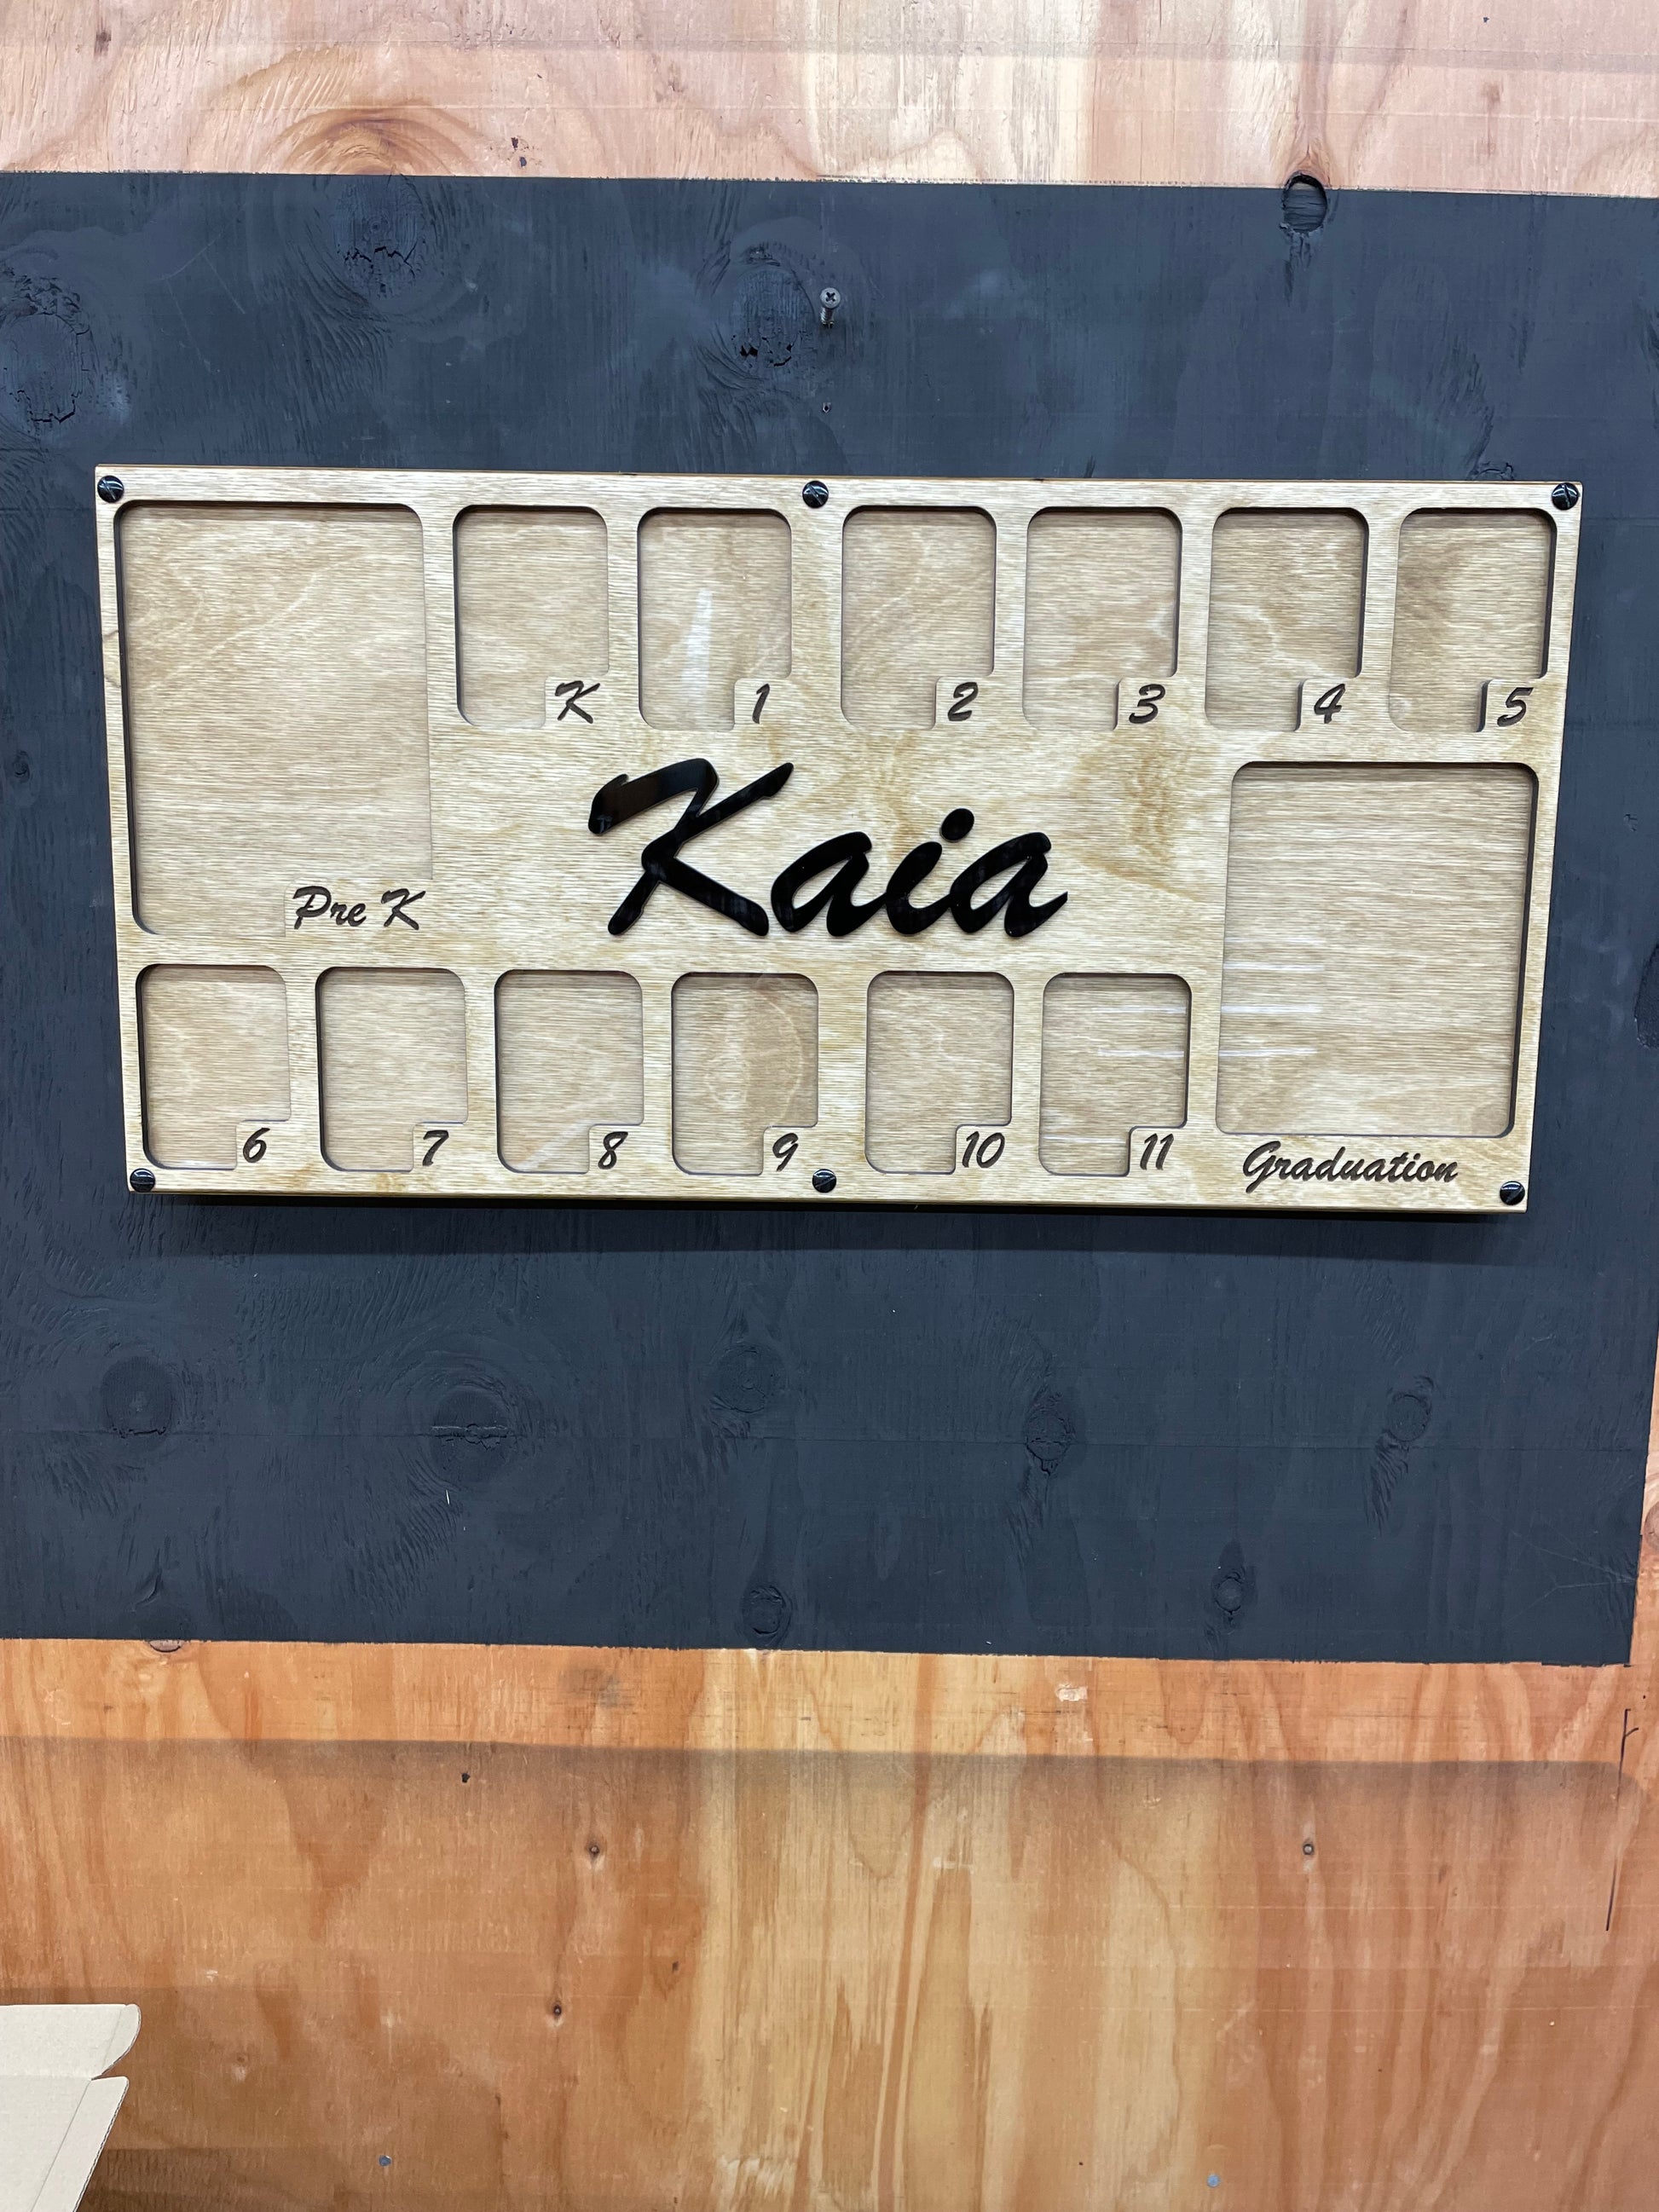 K 1 2 3 4 5
Pre K
Kaia
6 7 8 9 10 11
Graduation